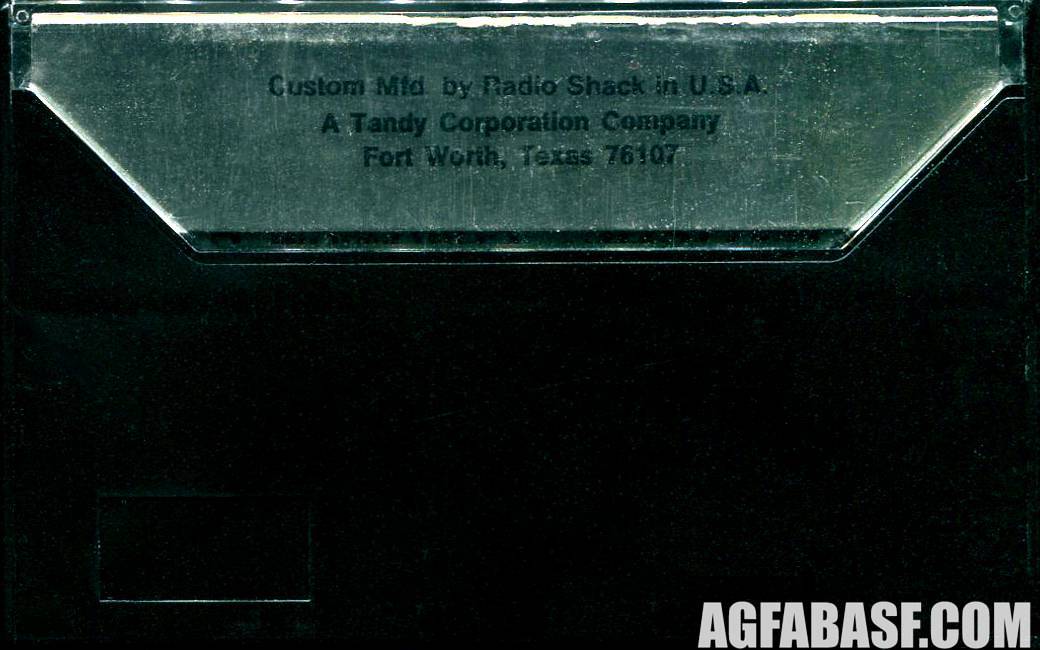 Custom Mfd. by Radio Shack in U.S.A.
A Tandy Corporation Company
Fort Worth, Texas 76107
AGFABASF.COM